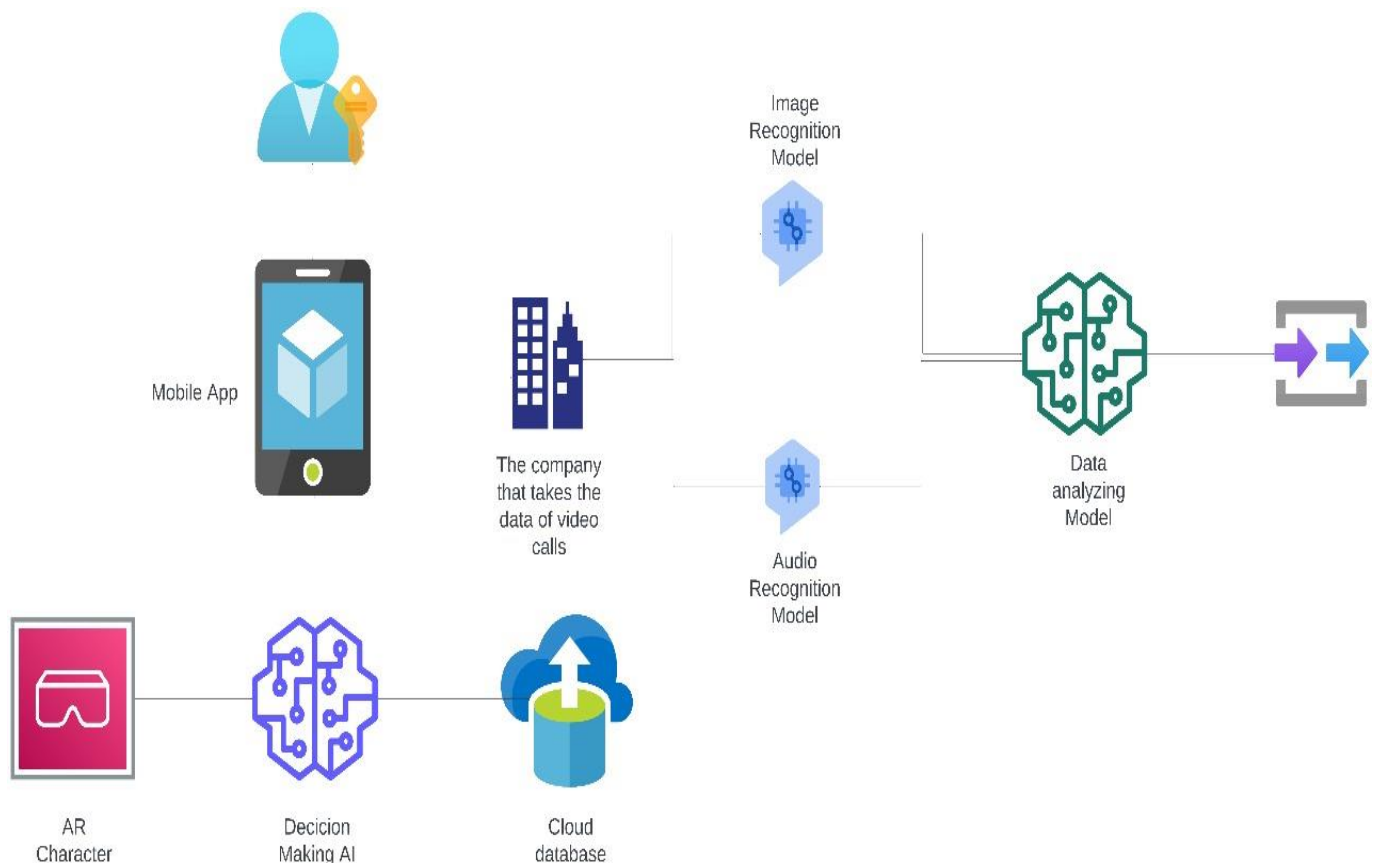 Image
Recognition
Model
Mobile App
The company
that takes the
data of video
calls
Data
analyzing
Model
Audio
Recognition
Model
AR
Character
Decicion
Making AI
Cloud
database